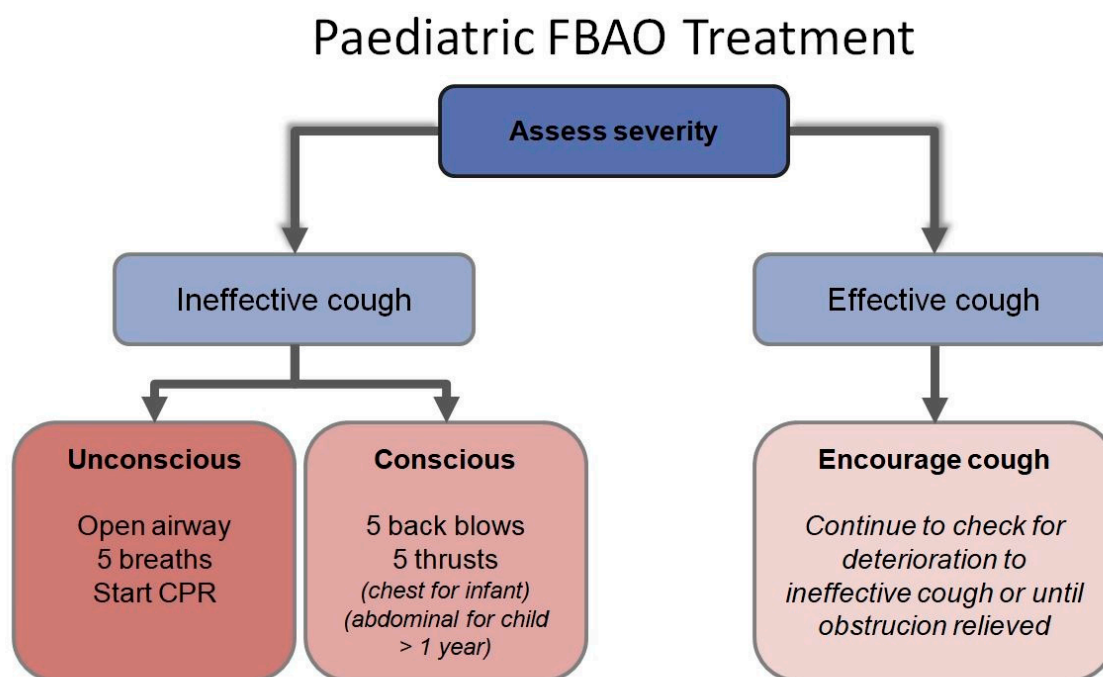 Paediatric FBAO Treatment
Assess severity
Ineffective cough
Effective cough
Unconscious
Open airway
5 breaths
Start CPR
Conscious
5 back blows
5 thrusts
(chest for infant)
(abdominal for child
> 1 year)
Encourage cough
Continue to check for
deterioration to
ineffective cough or until
obstrucion relieved